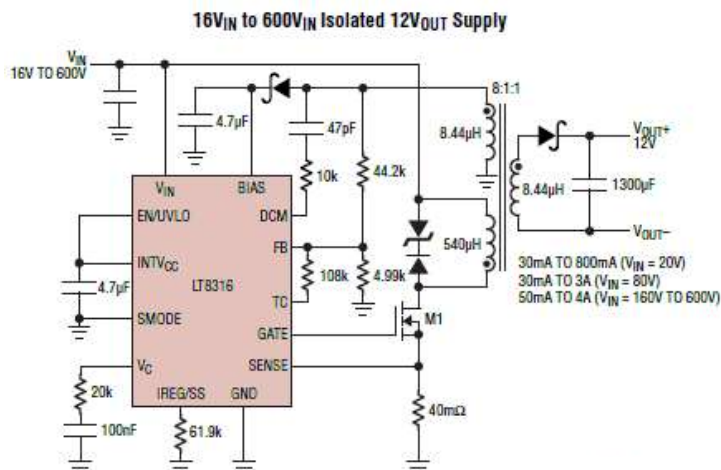 16VIN to 600VIN Isolated 12VOUT Supply
VIN
16V TO 600V
8:1:1
4.7µF
47pF
8.44µH
VOUT+
12V
10k
44.2k
8.44µH
1300µF
VIN
BIAS
EN/UVLO
DCM
VOUT–
FB
540µH
INTVCC
30mA TO 800mA (VIN = 20V)
30mA TO 3A (VIN = 80V)
50mA TO 4A (VIN = 160V TO 600V)
4.7µF
LT8316
108k
4.99k
TC
SMODE
GATE
M1
VC
SENSE
20k
IREG/SS
GND
40mΩ
100nF
61.9k